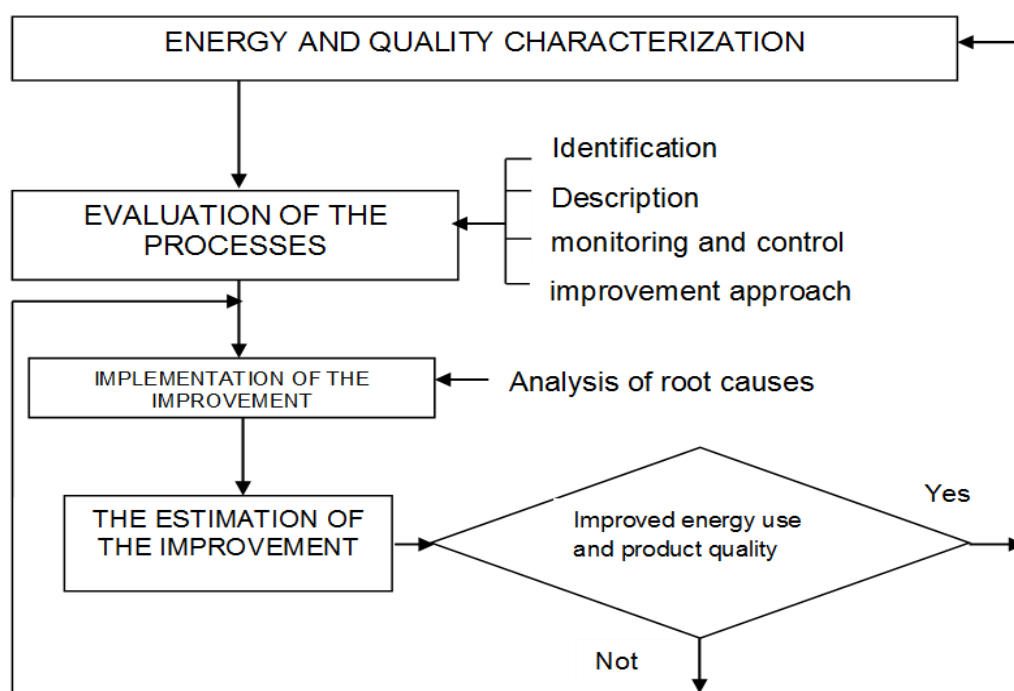 ENERGY AND QUALITY CHARACTERIZATION
Identification
Description
monitoring and control
improvement approach
EVALUATION OF THE
PROCESSES
IMPLEMENTATION OF THE
IMPROVEMENT
Analysis of root causes
THE ESTIMATION OF
THE IMPROVEMENT
Improved energy use
and product quality
Yes
Not